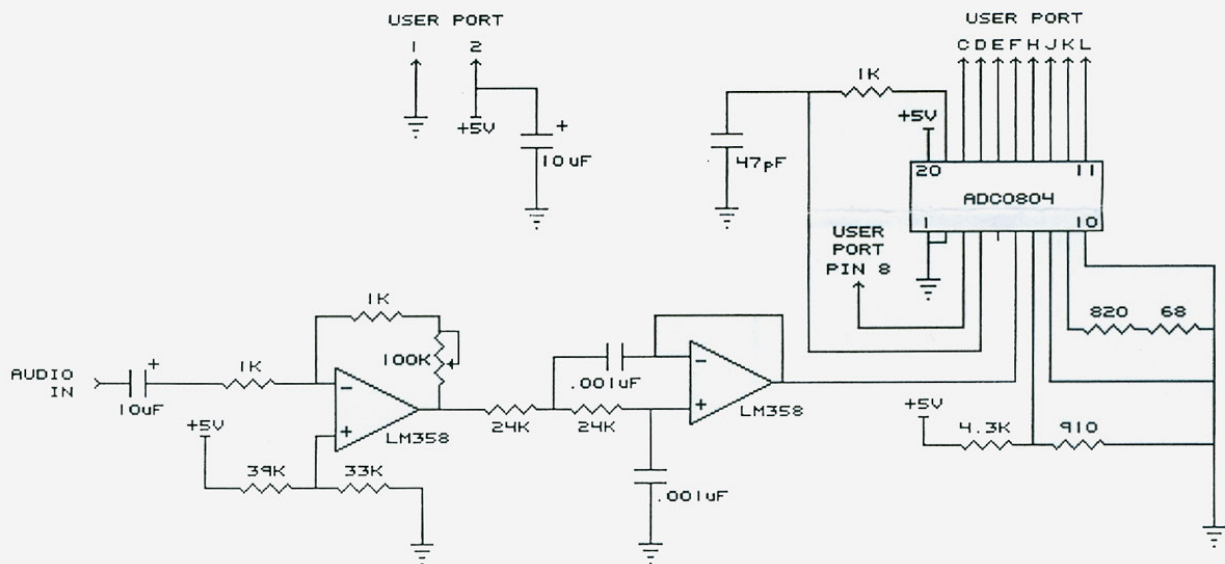 USER PORT
1 2
+5V
+
10uF
USER PORT
C D E F H J K L
1K
+5V
47pF
20 11
ADC0804
1 10
USER
PORT
PIN 8
820 68
1K
100K
AUDIO
IN
+
10uF
1K
-
+
LM358
+5V
39K 33K
24K 24K
.001uF
-
+
LM358
.001uF
+5V
4.3K 910